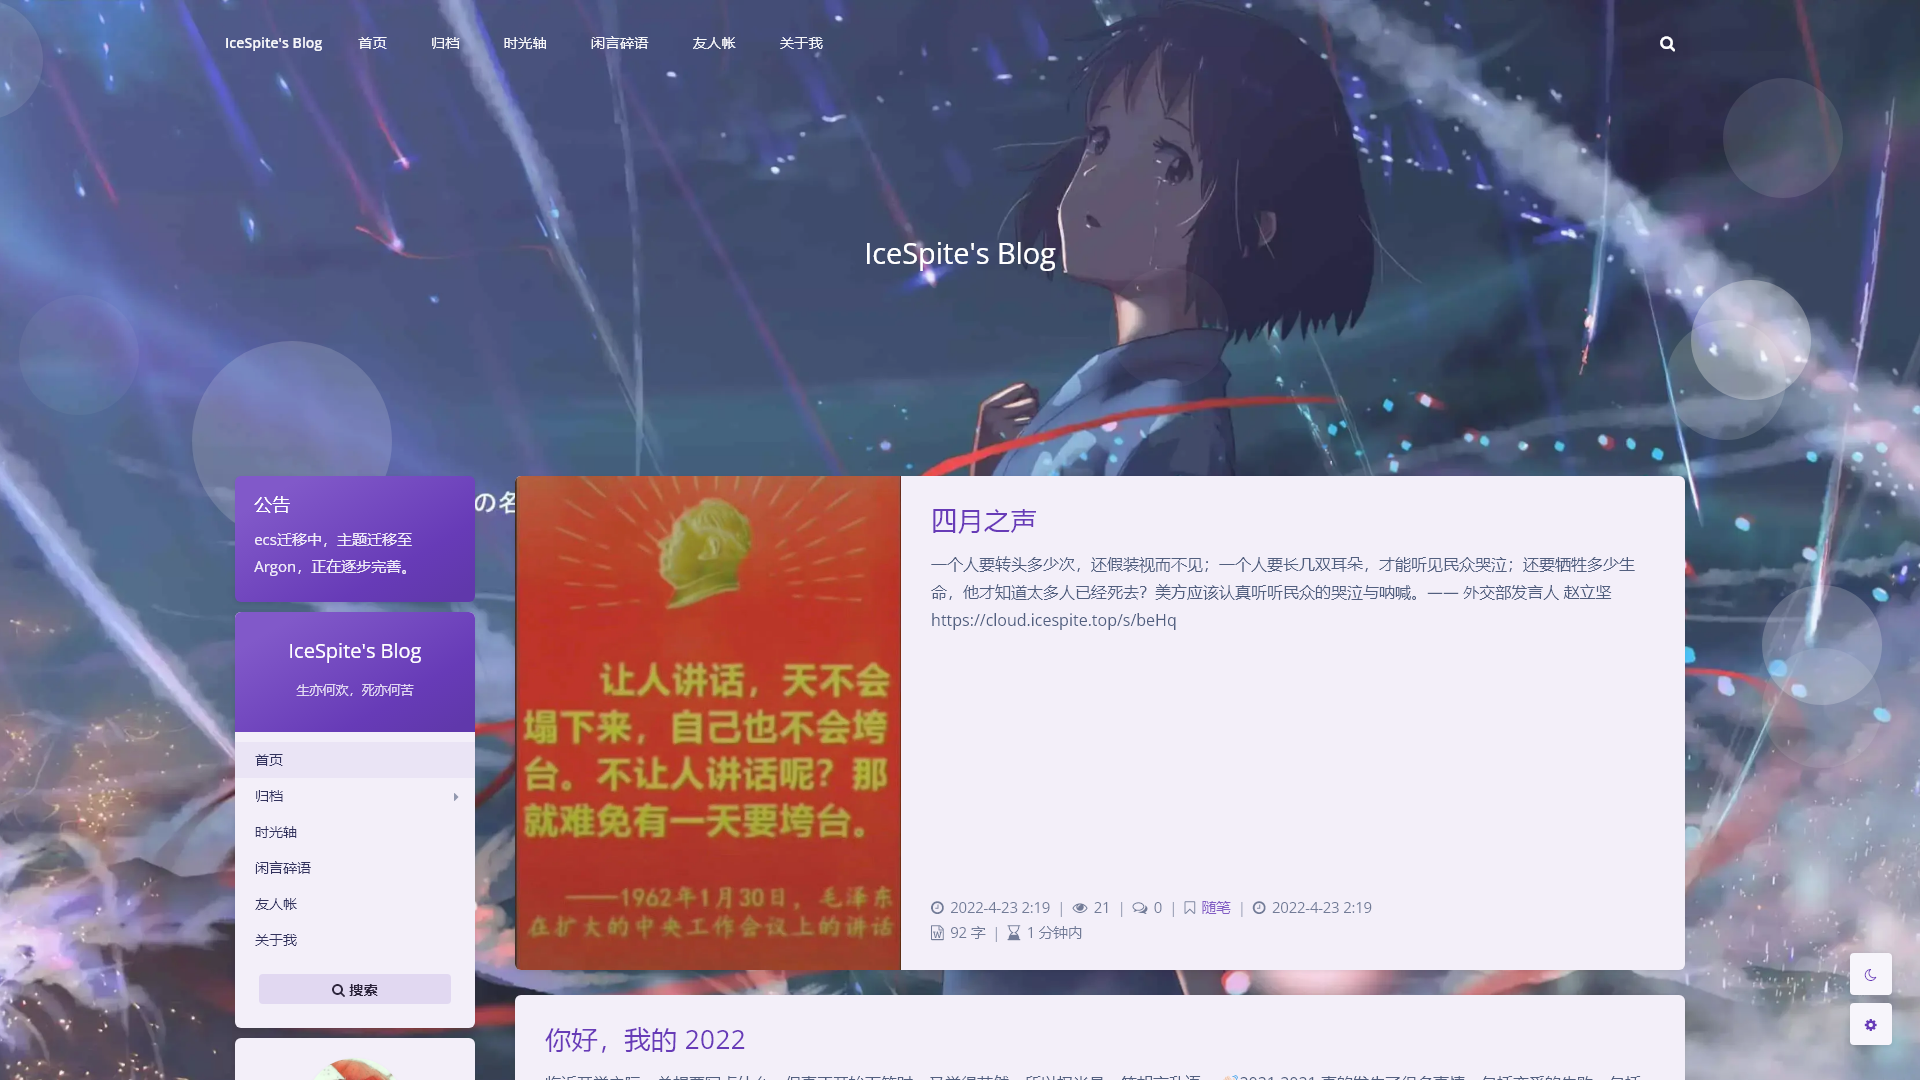 IceSpite's Blog 首页 归档 时光轴 闲言碎语 友人帐 关于我
IceSpite's Blog
の名
公告
ecs迁移中，主题迁移至
Argon，正在逐步完善。
IceSpite's Blog
生亦何欢，死亦何苦
首页
归档
时光轴
闲言碎语
友人帐
关于我
搜索
让人讲话，天不会
塌下来，自己也不会垮
台。不让人讲话呢？那
就难免有一天要垮台。
——1962年1月30日，毛泽东
在扩大的中央工作会议上的讲话
四月之声
一个人要转头多少次，还假装视而不见；一个人要长几双耳朵，才能听见民众哭泣；还要牺牲多少生
命，他才知道太多人已经死去？美方应该认真听听民众的哭泣与呐喊。—— 外交部发言人 赵立坚
https://cloud.icespite.top/s/beHq
2022-4-23 2:19 | 21 | 0 | 随笔 | 2022-4-23 2:19
92 字 | 1 分钟内
你好，我的 2022